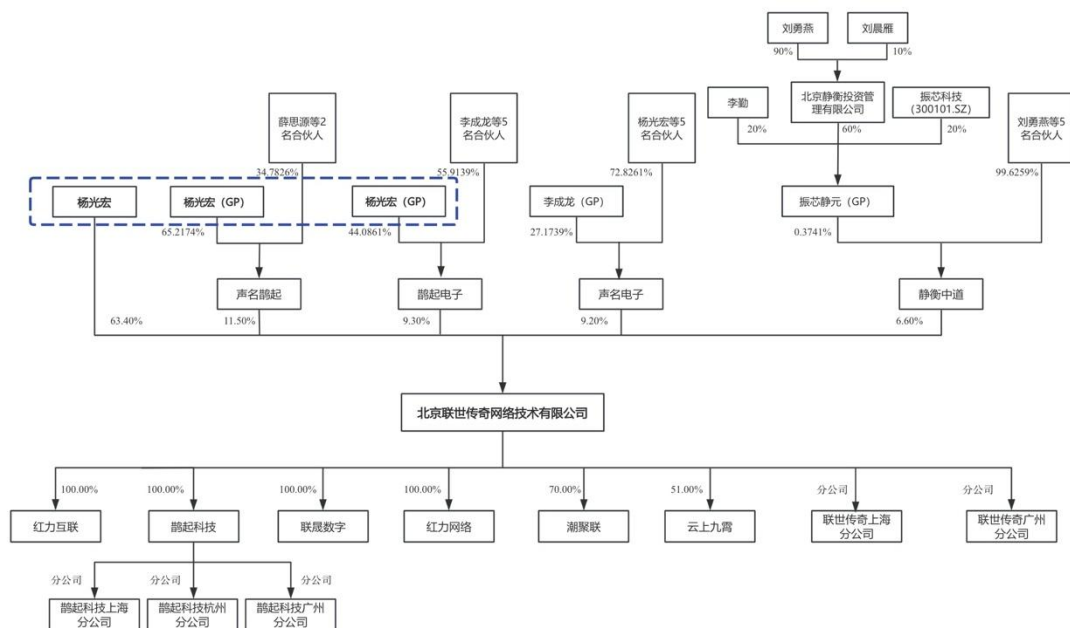 刘勇燕
刘晨雁
90%
10%
薛思源等2
名合伙人
李成龙等5
名合伙人
杨光宏等5
名合伙人
李勤
北京静衡投资管
理有限公司
振芯科技
(300101.SZ)
刘勇燕等5
名合伙人
20%
60%
20%
34.7826%
55.9139%
72.8261%
99.6259%
杨光宏
杨光宏（GP）
杨光宏（GP）
李成龙（GP）
振芯静元（GP）
65.2174%
44.0861%
27.1739%
0.3741%
声名鹊起
鹊起电子
声名电子
静衡中道
63.40%
11.50%
9.30%
9.20%
6.60%
北京联世传奇网络技术有限公司
100.00%
100.00%
100.00%
100.00%
70.00%
51.00%
分公司
分公司
红力互联
鹊起科技
联晟数字
红力网络
潮聚联
云上九霄
联世传奇上海
分公司
联世传奇广州
分公司
分公司
分公司
分公司
鹊起科技上海
分公司
鹊起科技杭州
分公司
鹊起科技广州
分公司